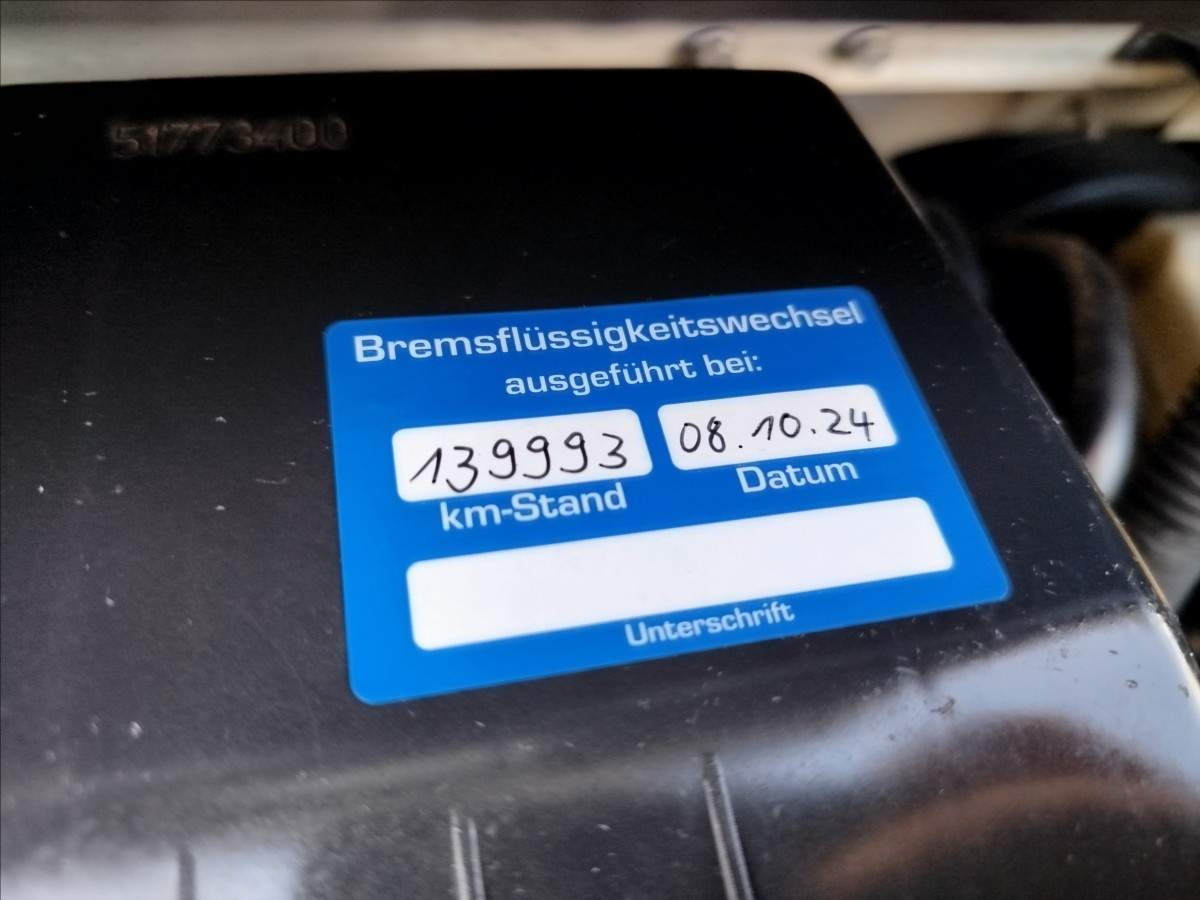 51773400
Bremsflüssigkeitswechsel
ausgeführt bei:
139993 08.10.24
km-Stand Datum
Unterschrift